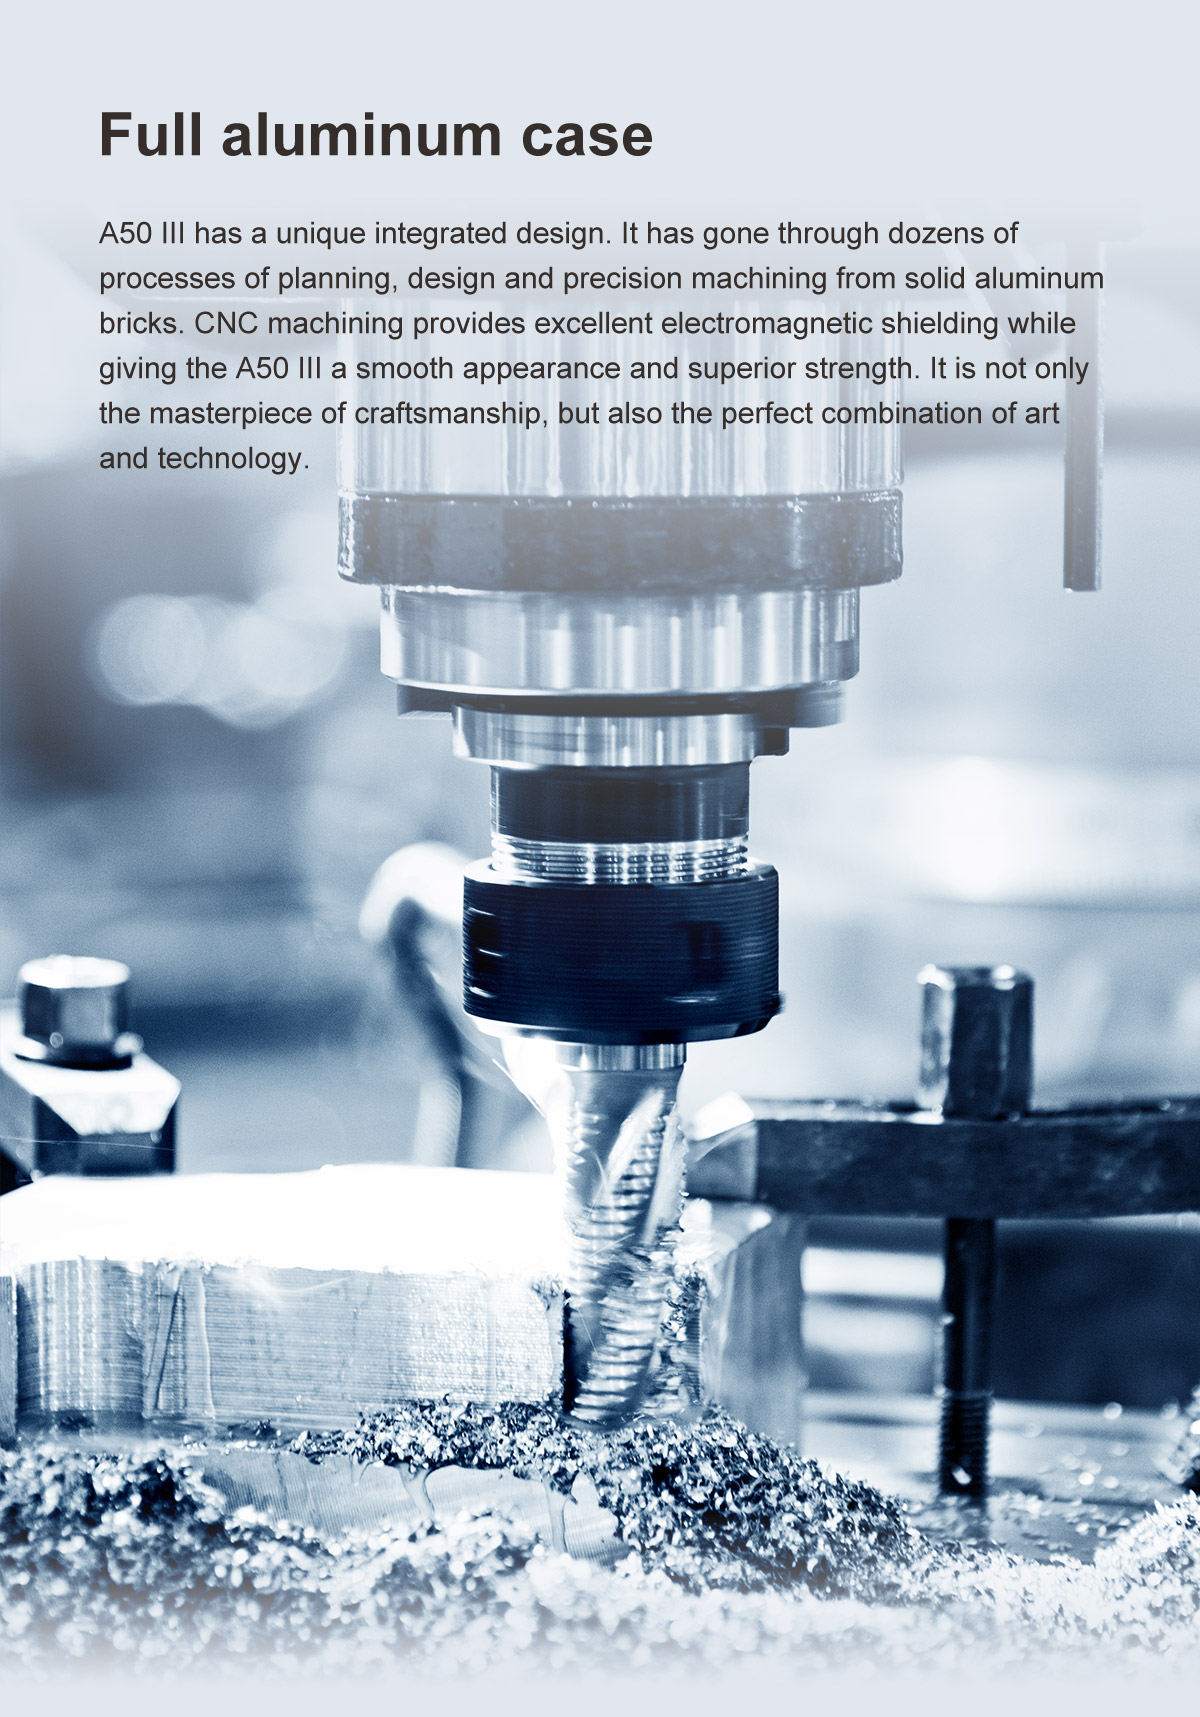 Full aluminum case
A50 III has a unique integrated design. It has gone through dozens of
processes of planning, design and precision machining from solid aluminum
bricks. CNC machining provides excellent electromagnetic shielding while
giving the A50 III a smooth appearance and superior strength. It is not only
the masterpiece of craftsmanship, but also the perfect combination of art
and technology.